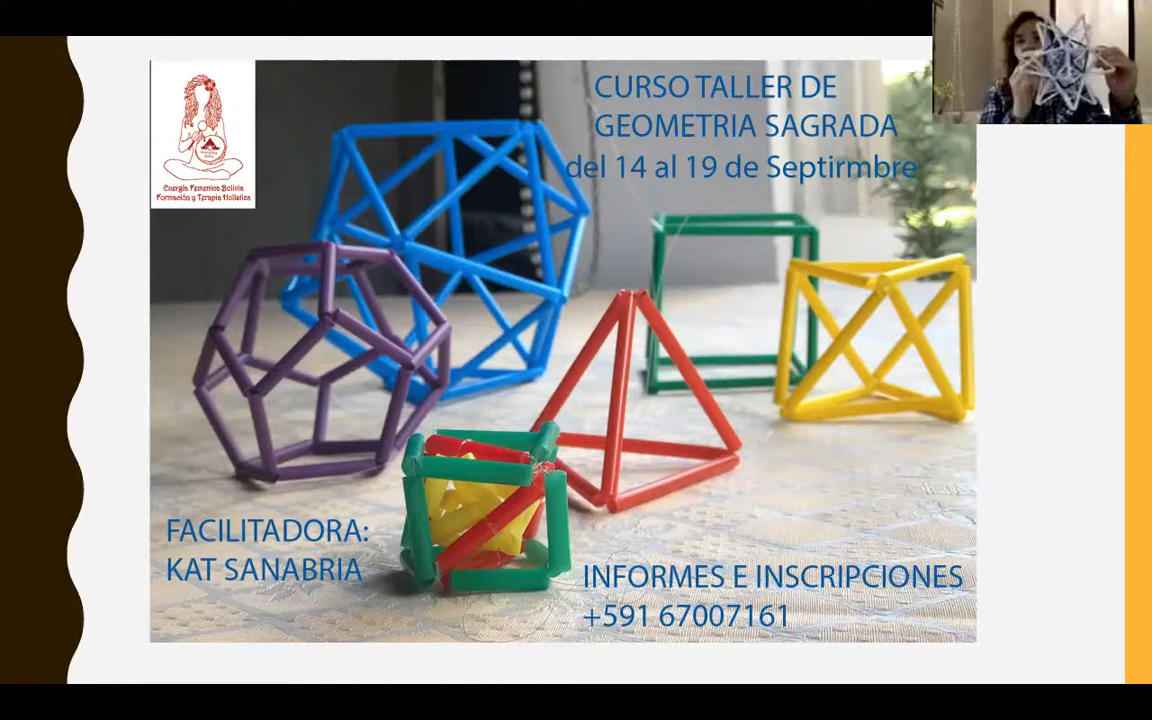 CURSO TALLER DE
GEOMETRIA SAGRADA
del 14 al 19 de Septirmbre
Energía Femenina Bolivia
Formación y Terapia Holística
FACILITADORA:
KAT SANABRIA
INFORMES E INSCRIPCIONES
+591 67007161